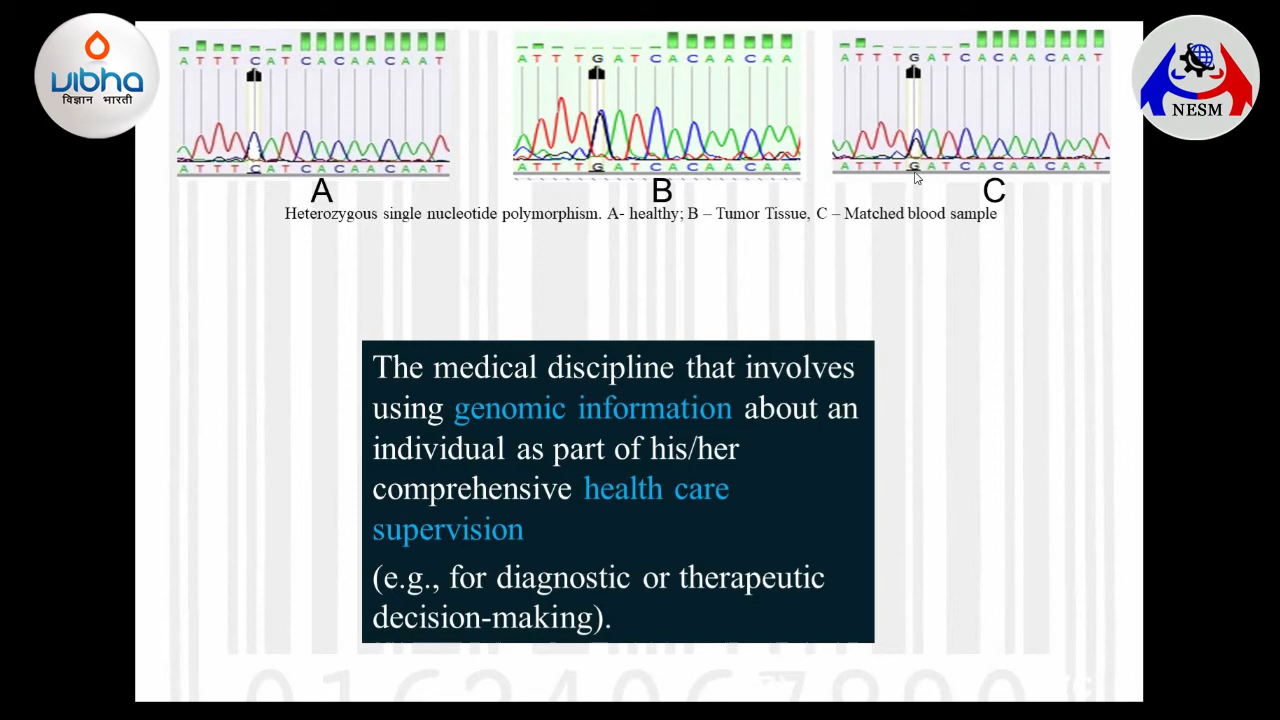 vibha
विज्ञान भारती
NESM
A T T T C A T C A C A A C A A T
A T T T G A T C A C A A C A A
A T T T G A T C A C A A C A A T
A T T T C A T C A C A A C A A T
A T T T G A T C A C A A C A A
A T T T G A T C A C A A C A A T
A
B
C
Heterozygous single nucleotide polymorphism. A- healthy; B – Tumor Tissue, C – Matched blood sample
The medical discipline that involves
using genomic information about an
individual as part of his/her
comprehensive health care
supervision
(e.g., for diagnostic or therapeutic
decision-making).